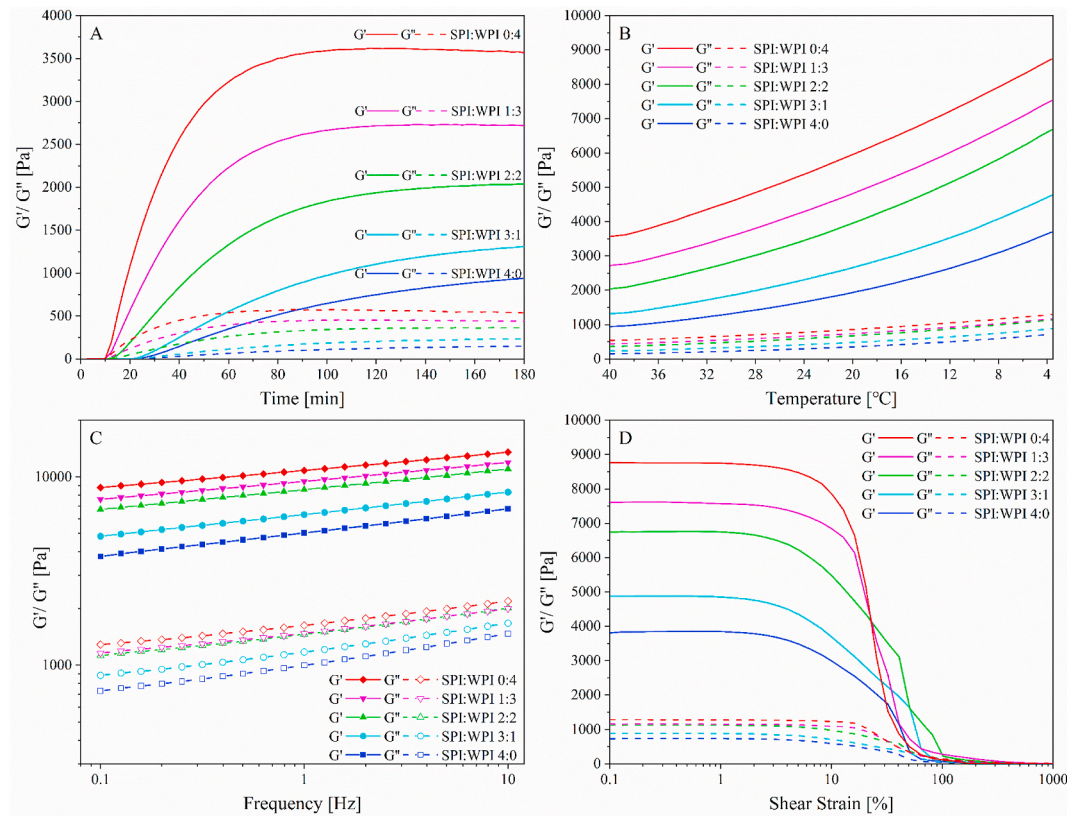 A
G'/ G" [Pa]
4000
3500
3000
2500
2000
1500
1000
500
0
G' G" SPI:WPI 0:4
G' G" SPI:WPI 1:3
G' G" SPI:WPI 2:2
G' G" SPI:WPI 3:1
G' G" SPI:WPI 4:0
0 20 40 60 80 100 120 140 160 180
Time [min]
B
G'/ G" [Pa]
10000
9000
8000
7000
6000
5000
4000
3000
2000
1000
0
G' G" SPI:WPI 0:4
G' G" SPI:WPI 1:3
G' G" SPI:WPI 2:2
G' G" SPI:WPI 3:1
G' G" SPI:WPI 4:0
40 36 32 28 24 20 16 12 8 4
Temperature [°C]
C
G'/ G" [Pa]
10000
1000
G' G" SPI:WPI 0:4
G' G" SPI:WPI 1:3
G' G" SPI:WPI 2:2
G' G" SPI:WPI 3:1
G' G" SPI:WPI 4:0
0.1 1 10
Frequency [Hz]
D
G'/ G" [Pa]
10000
9000
8000
7000
6000
5000
4000
3000
2000
1000
0
G' G" SPI:WPI 0:4
G' G" SPI:WPI 1:3
G' G" SPI:WPI 2:2
G' G" SPI:WPI 3:1
G' G" SPI:WPI 4:0
0.1 1 10 100 1000
Shear Strain [%]